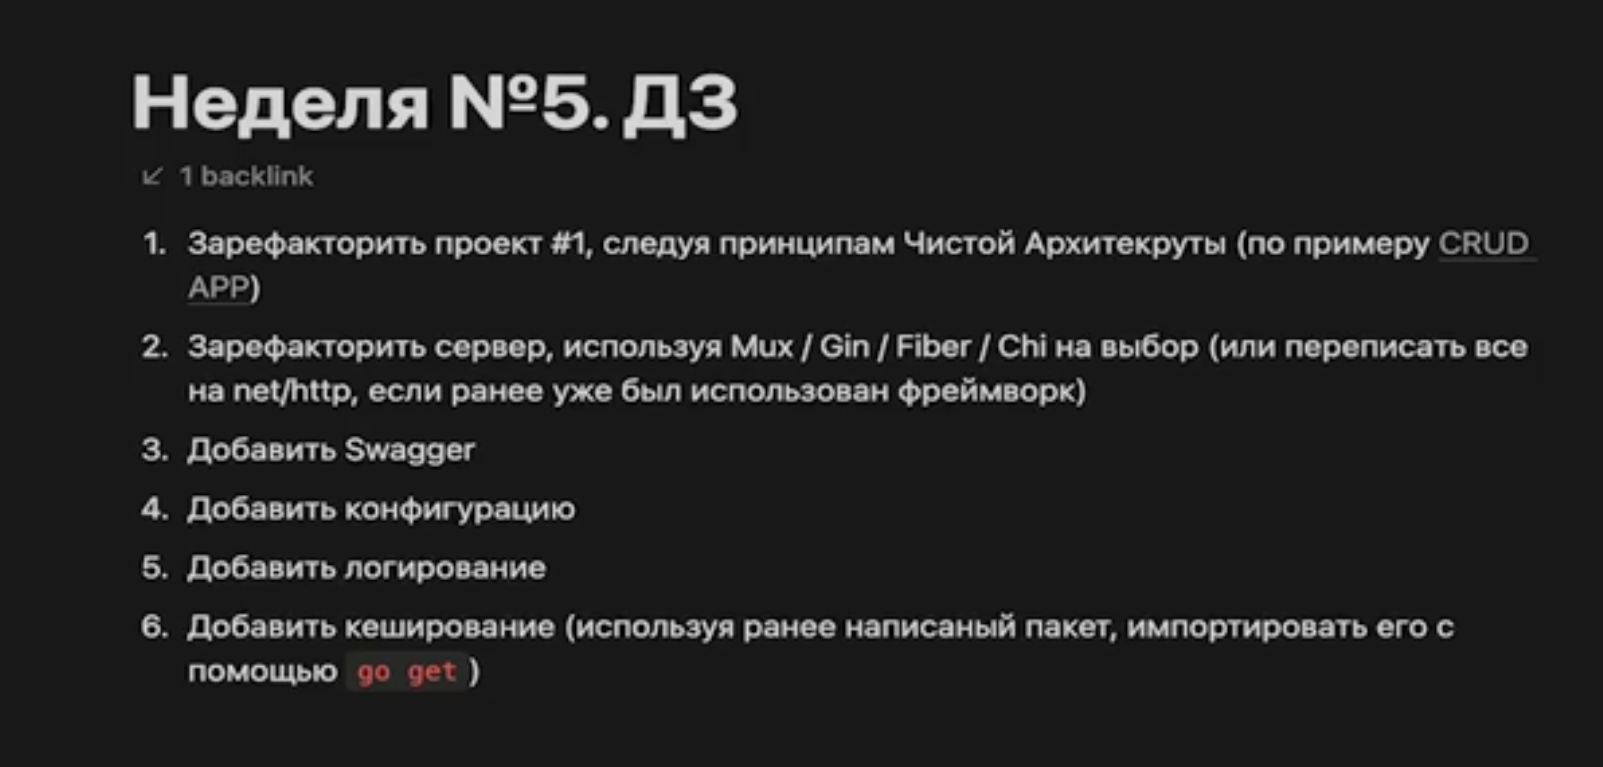 Неделя №5. ДЗ
↙ 1 backlink
1. Зарефакторить проект #1, следуя принципам Чистой Архитекруты (по примеру CRUD
APP)
2. Зарефакторить сервер, используя Mux / Gin / Fiber / Chi на выбор (или переписать все
на net/http, если ранее уже был использован фреймворк)
3. Добавить Swagger
4. Добавить конфигурацию
5. Добавить логирование
6. Добавить кеширование (используя ранее написаный пакет, импортировать его с
помощью go get )